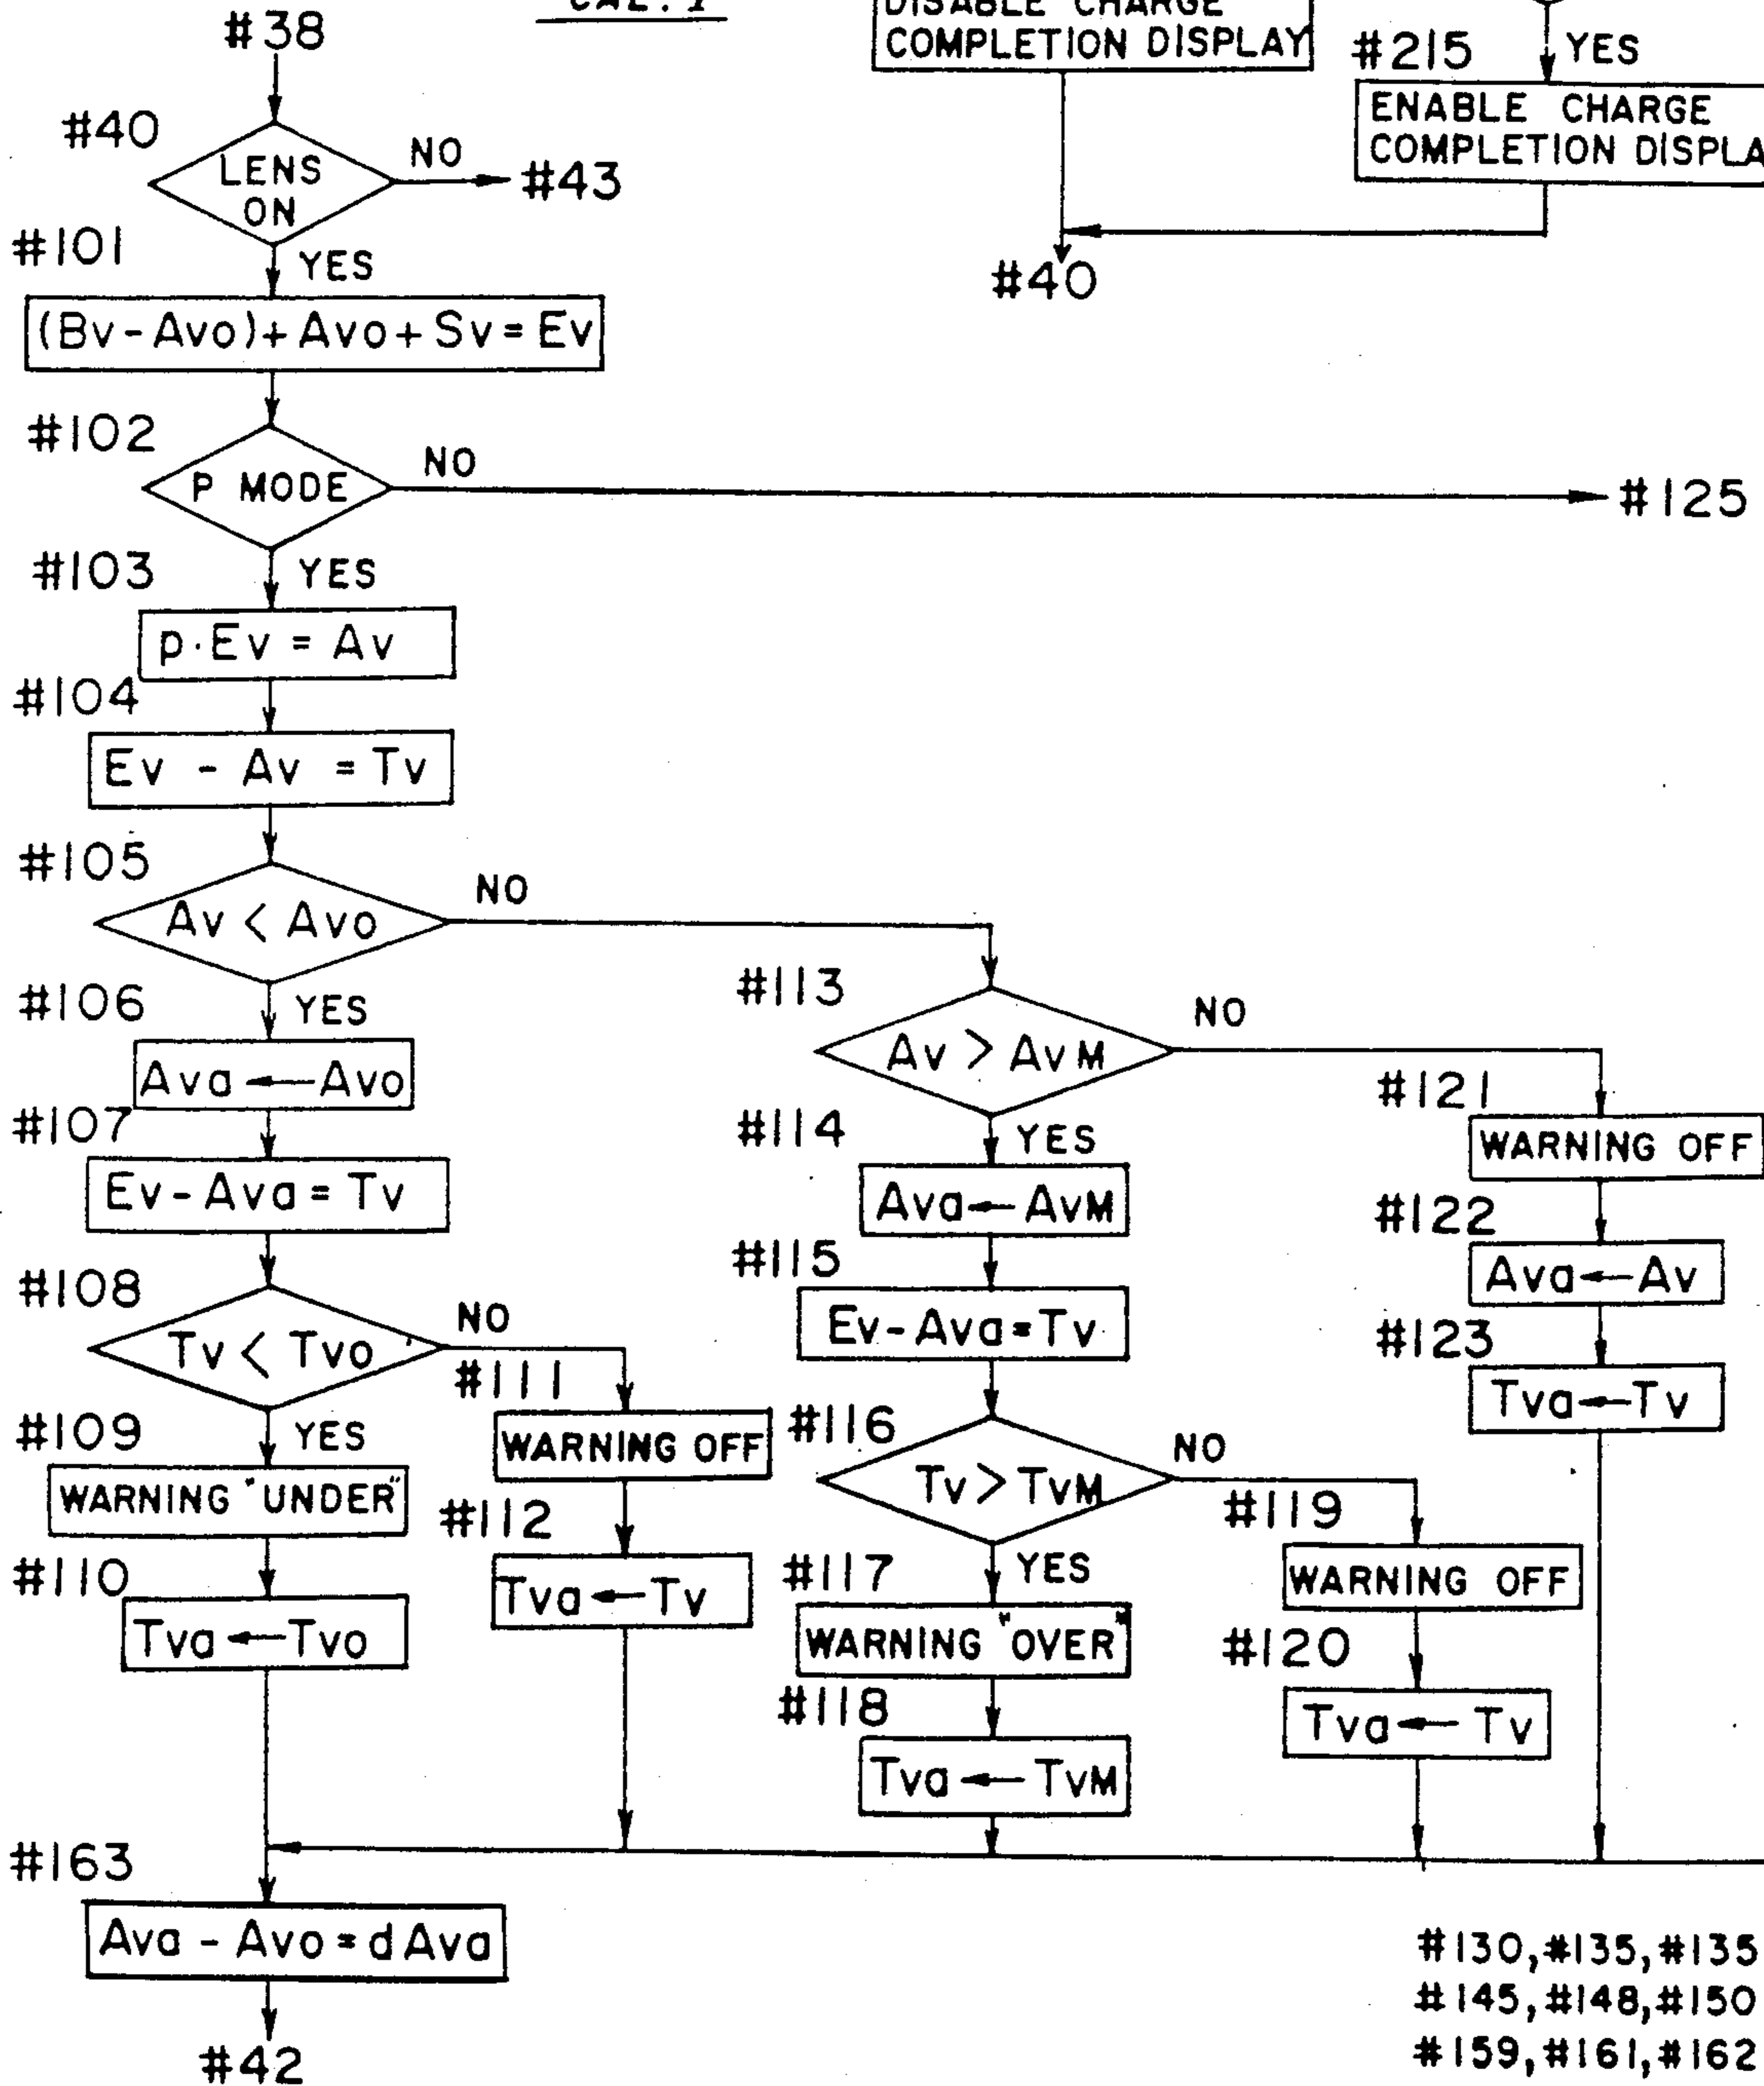 CAL. I
DISABLE CHARGE
COMPLETION DISPLAY
#215
YES
ENABLE CHARGE
COMPLETION DISPLA
#40
#38
#40
LENS
ON
NO
#43
#101
YES
(Bv-Avo)+Avo+Sv=Ev
#102
P MODE
NO
#125
#103
YES
p·Ev = Av
#104
Ev - Av = Tv
#105
Av < Avo
NO
#106
YES
Ava ← Avo
#107
Ev-Ava = Tv
#108
Tv < Tvo
NO
#109
YES
WARNING "UNDER"
#110
Tva ← Tvo
#111
WARNING OFF
#112
Tva ← Tv
#113
Av > AvM
NO
#114
YES
Ava ← AvM
#115
Ev-Ava=Tv
#116
Tv > TvM
NO
#117
YES
WARNING "OVER"
#118
Tva ← TvM
#119
WARNING OFF
#120
Tva ← Tv
#121
WARNING OFF
#122
Ava ← Av
#123
Tva ← Tv
#163
Ava - Avo = dAva
#42
#130,#135,#135
#145,#148,#150
#159,#161,#162